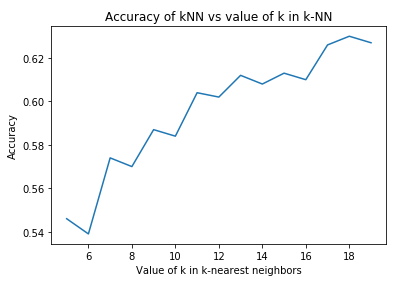 Accuracy of kNN vs value of k in k-NN
0.62
0.60
0.58
0.56
0.54
Accuracy
6 8 10 12 14 16 18
Value of k in k-nearest neighbors